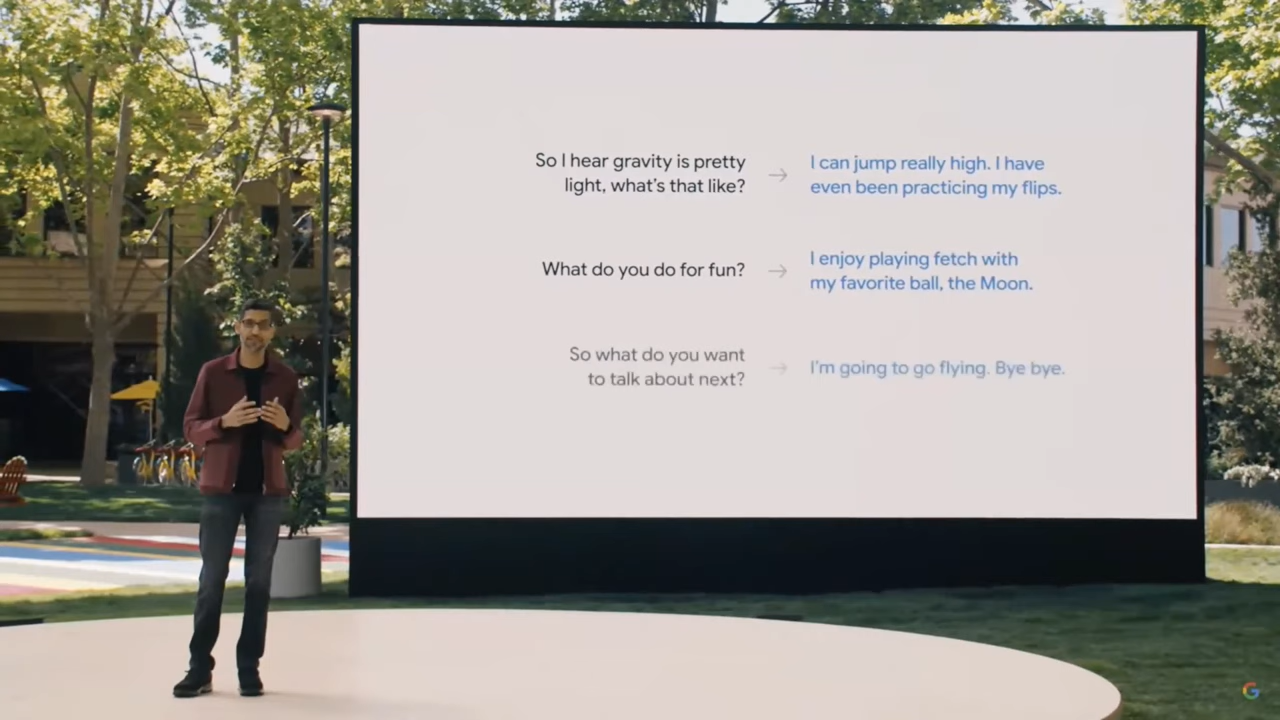 So I hear gravity is pretty
light, what's that like?
→
I can jump really high. I have
even been practicing my flips.
What do you do for fun?
→
I enjoy playing fetch with
my favorite ball, the Moon.
So what do you want
to talk about next?
→
I'm going to go flying. Bye bye.
G